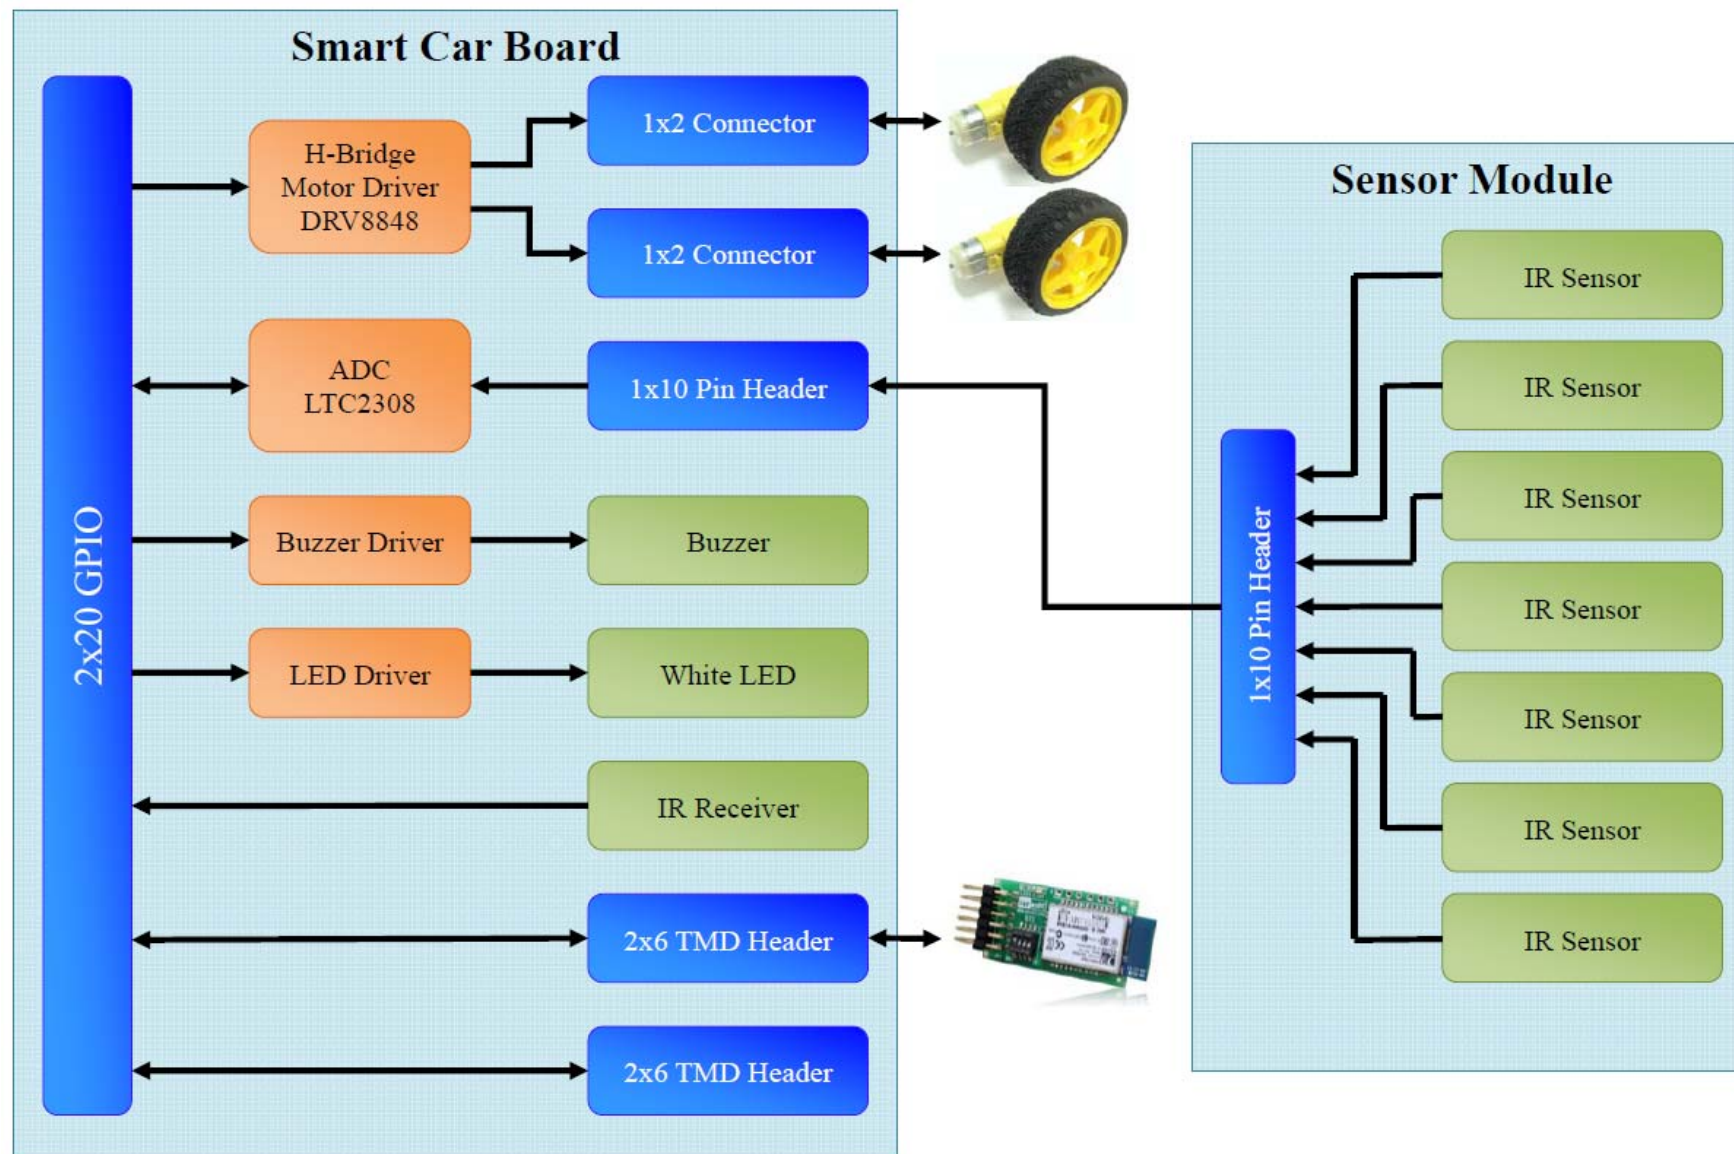 Smart Car Board
2x20 GPIO
H-Bridge
Motor Driver
DRV8848
1x2 Connector
1x2 Connector
ADC
LTC2308
1x10 Pin Header
Buzzer Driver
Buzzer
LED Driver
White LED
IR Receiver
2x6 TMD Header
2x6 TMD Header
Sensor Module
1x10 Pin Header
IR Sensor
IR Sensor
IR Sensor
IR Sensor
IR Sensor
IR Sensor
IR Sensor